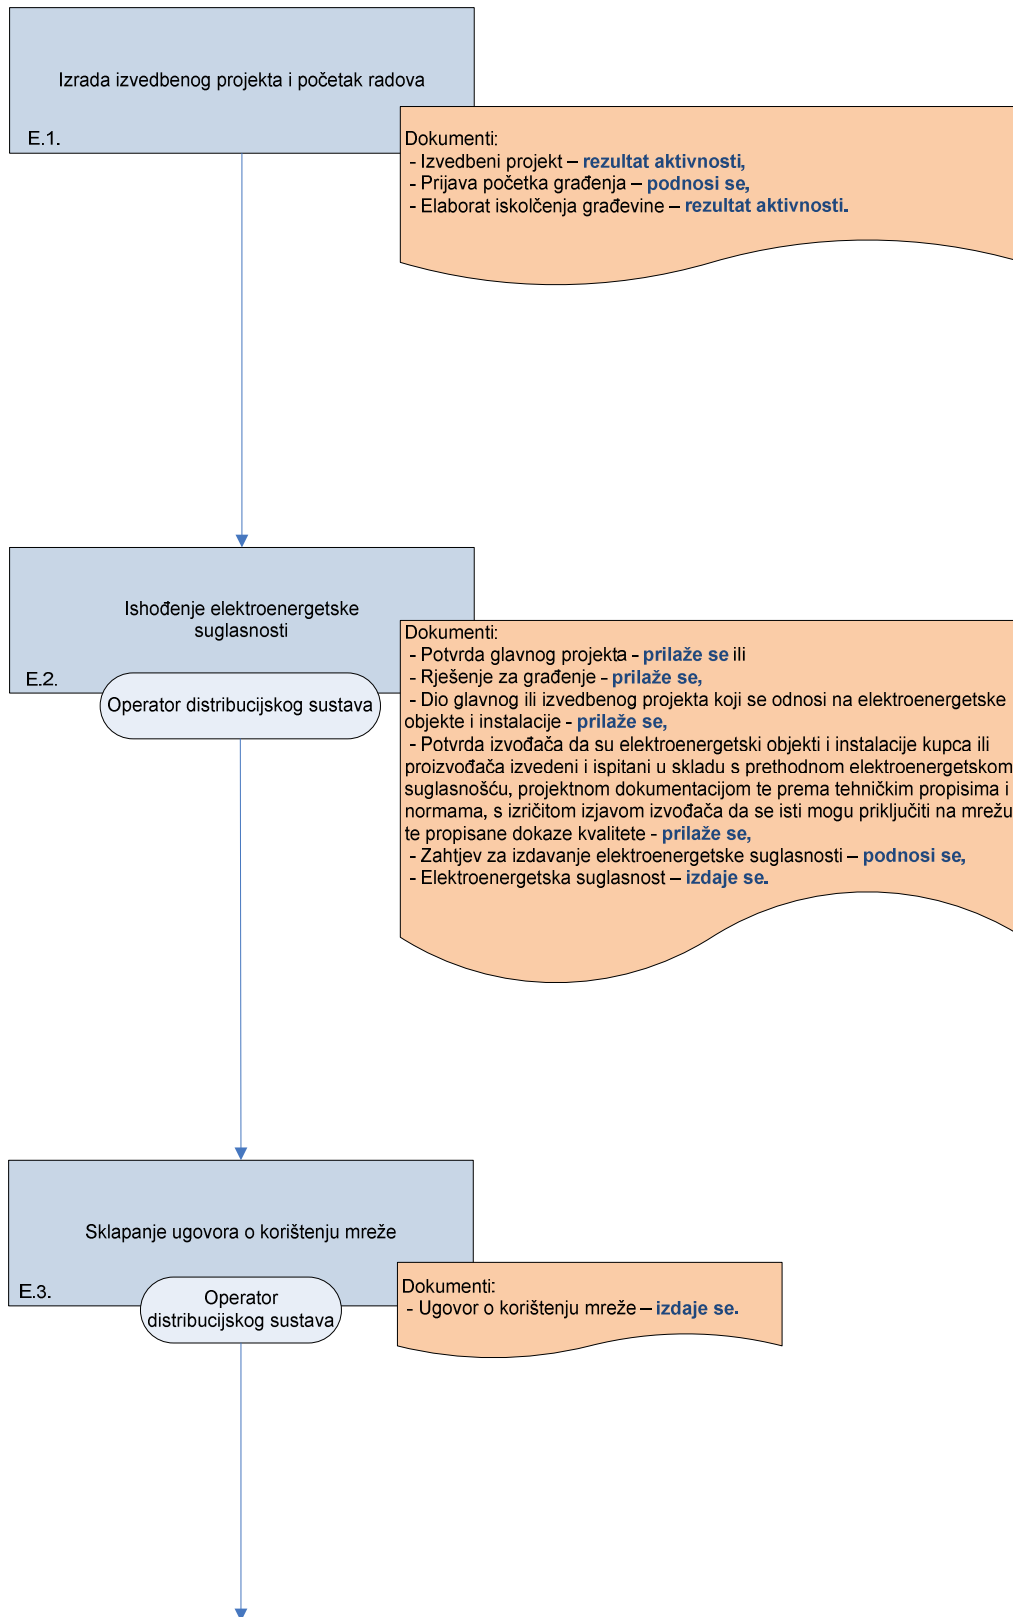 Izrada izvedbenog projekta i početak radova
E.1.
Dokumenti:
- Izvedbeni projekt – rezultat aktivnosti,
- Prijava početka građenja – podnosi se,
- Elaborat iskolčenja građevine – rezultat aktivnosti.
Ishođenje elektroenergetske
suglasnosti
E.2.
Operator distribucijskog sustava
Dokumenti:
- Potvrda glavnog projekta - prilaže se ili
- Rješenje za građenje - prilaže se,
- Dio glavnog ili izvedbenog projekta koji se odnosi na elektroenergetske
objekte i instalacije - prilaže se,
- Potvrda izvođača da su elektroenergetski objekti i instalacije kupca ili
proizvođača izvedeni i ispitani u skladu s prethodnom elektroenergetskom
suglasnošću, projektnom dokumentacijom te prema tehničkim propisima i
normama, s izričitom izjavom izvođača da se isti mogu priključiti na mrežu
te propisane dokaze kvalitete - prilaže se,
- Zahtjev za izdavanje elektroenergetske suglasnosti – podnosi se,
- Elektroenergetska suglasnost – izdaje se.
Sklapanje ugovora o korištenju mreže
E.3.
Operator
distribucijskog sustava
Dokumenti:
- Ugovor o korištenju mreže – izdaje se.